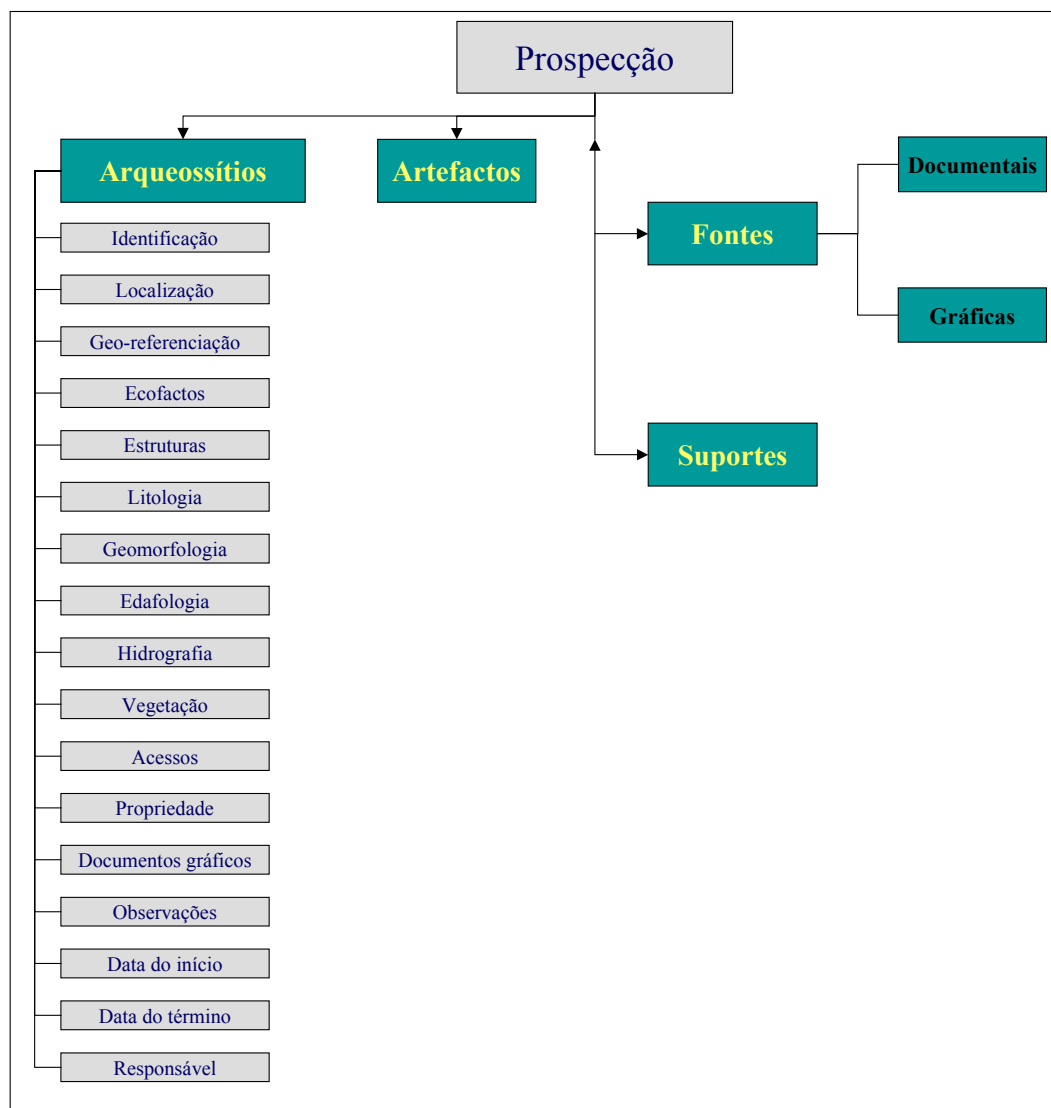 Prospecção
Arqueossítios
Artefactos
Documentais
Fontes
Gráficas
Suportes
Identificação
Localização
Geo-referenciação
Ecofactos
Estruturas
Litologia
Geomorfologia
Edafologia
Hidrografia
Vegetação
Acessos
Propriedade
Documentos gráficos
Observações
Data do início
Data do término
Responsável